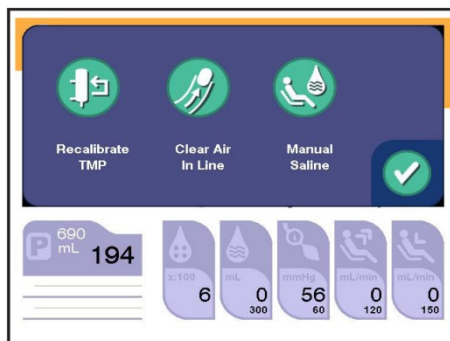 Recalibrate
TMP
Clear Air
In Line
Manual
Saline
P
690
mL
194
x:100
6
mL
0
300
mmHg
56
60
mL/min
0
120
mL/min
0
150